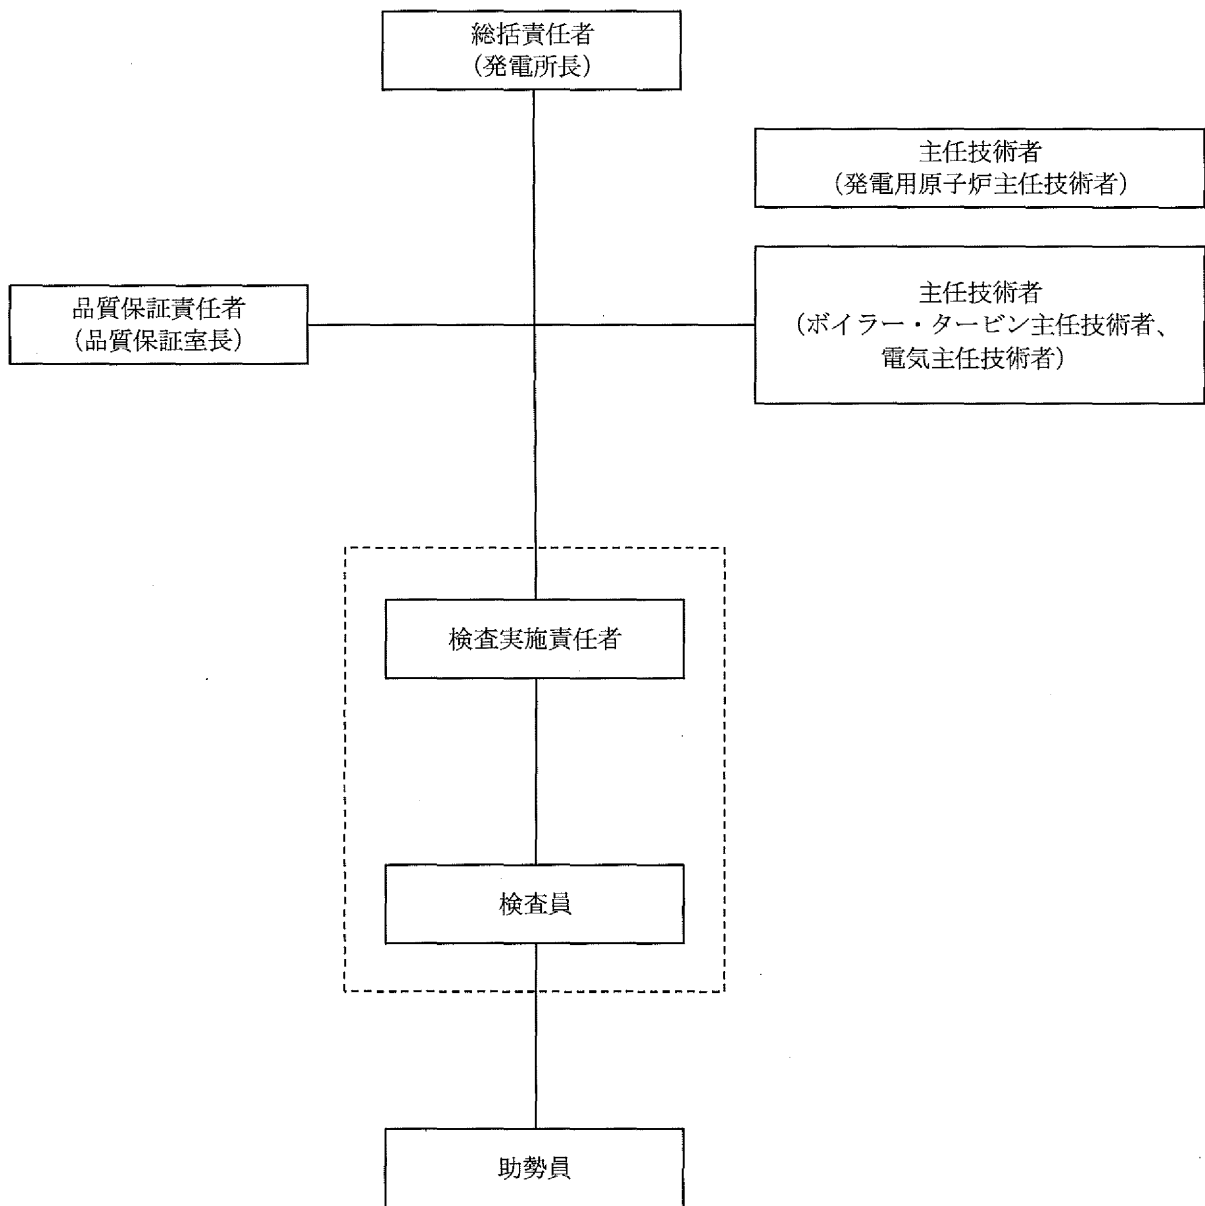 総括責任者
(発電所長)
主任技術者
(発電用原子炉主任技術者)
品質保証責任者
(品質保証室長)
主任技術者
(ボイラー・タービン主任技術者、
電気主任技術者)
検査実施責任者
検査員
助勢員